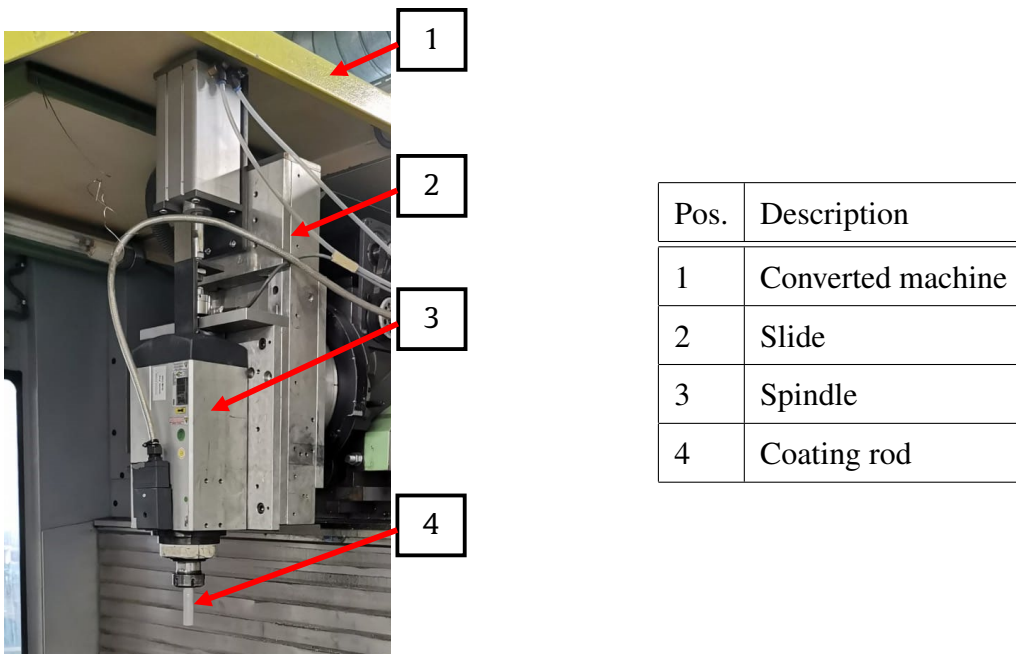 1
2
3
4
Pos. Description
1 Converted machine
2 Slide
3 Spindle
4 Coating rod